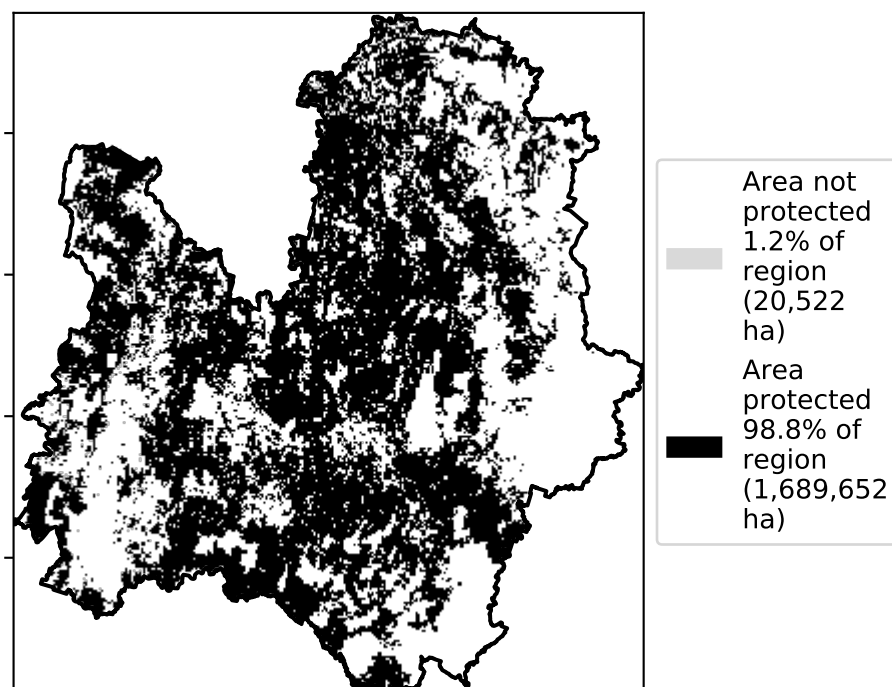 Area not
protected
1.2% of
region
(20,522
ha)
Area
protected
98.8% of
region
(1,689,652
ha)